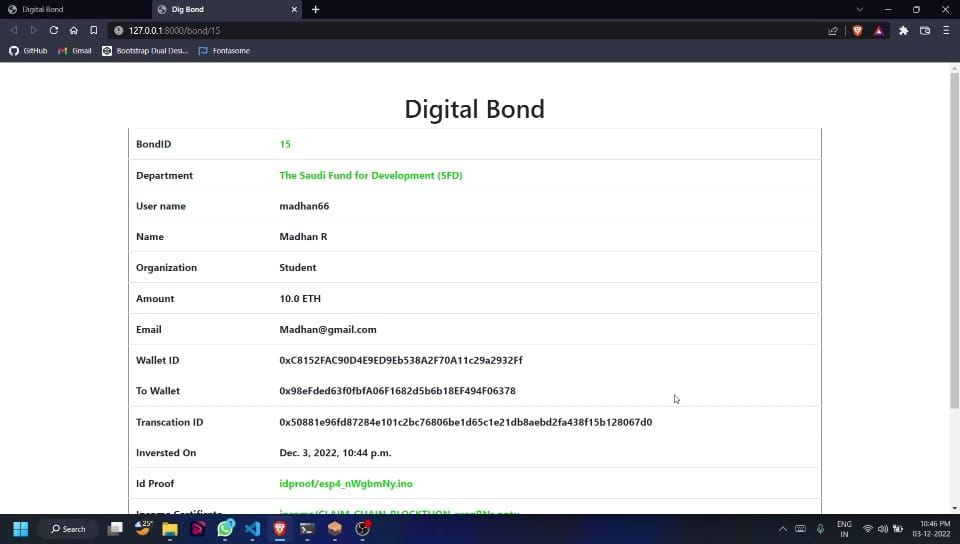 Digital Bond
Dig Bond
127.0.0.1:8000/bond/15
GitHub
Gmail
Bootstrap Dual Desi...
Fontasome
Digital Bond
BondID 15
Department The Saudi Fund for Development (SFD)
User name madhan66
Name Madhan R
Organization Student
Amount 10.0 ETH
Email Madhan@gmail.com
Wallet ID 0xC8152FAC90D4E9ED9Eb538A2F70A11c29a2932Ff
To Wallet 0x98eFded63f0fbfA06F1682d5b6b18EF494F06378
Transcation ID 0x50881e96fd87284e101c2bc76806be1d65c1e21db8aebd2fa438f15b128067d0
Inversted On Dec. 3, 2022, 10:44 p.m.
Id Proof idproof/esp4_nWgbmNy.ino
Income Certificate
25°
Search
ENG
IN
10:46 PM
03-12-2022